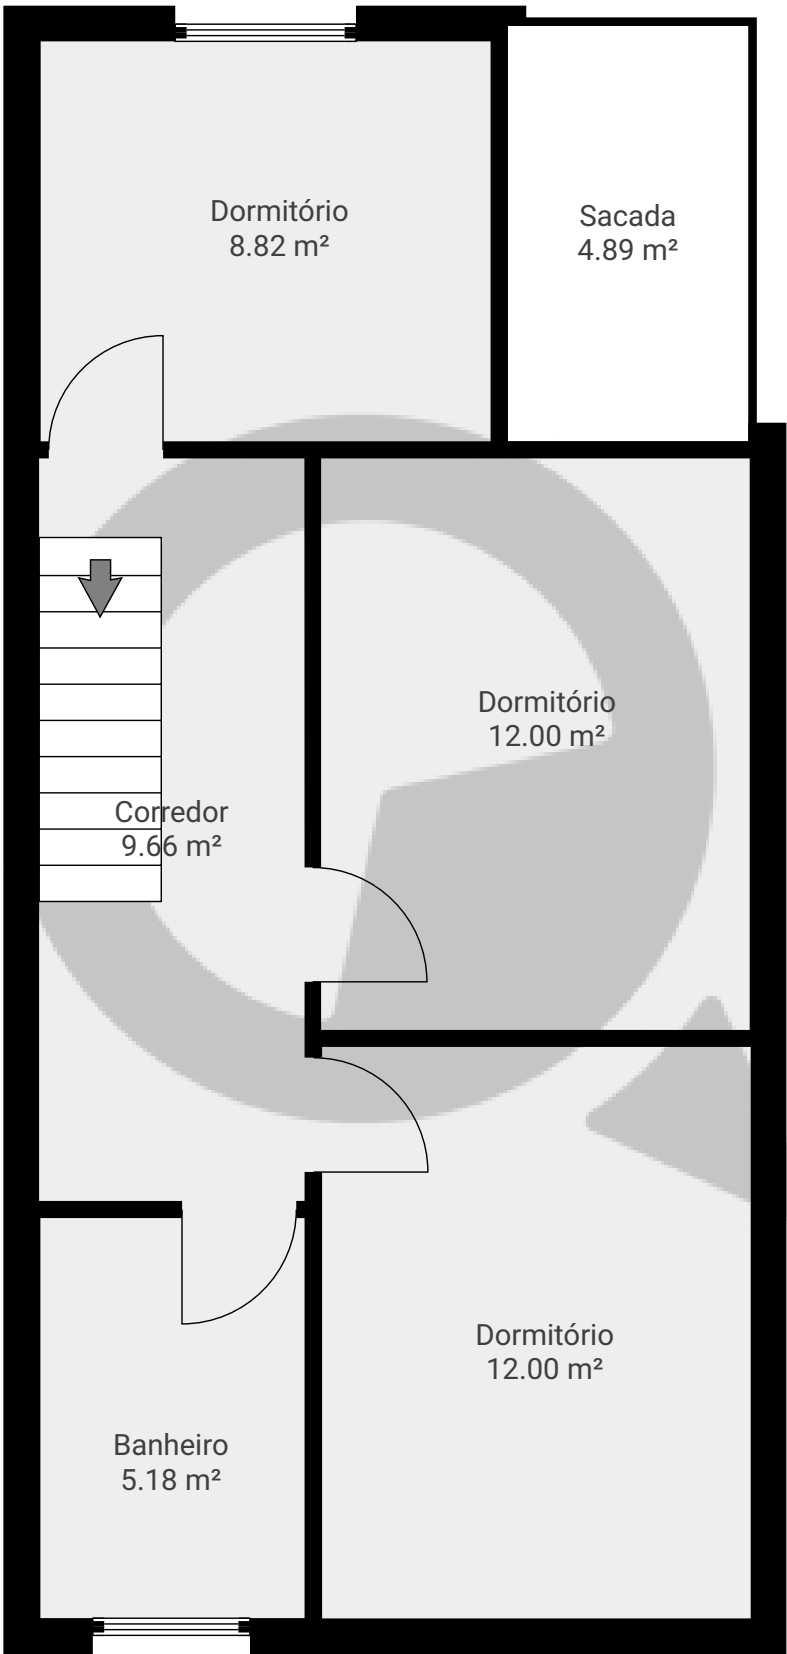 Dormitório
8.82 m²
Sacada
4.89 m²
Dormitório
12.00 m²
Corredor
9.66 m²
Dormitório
12.00 m²
Banheiro
5.18 m²